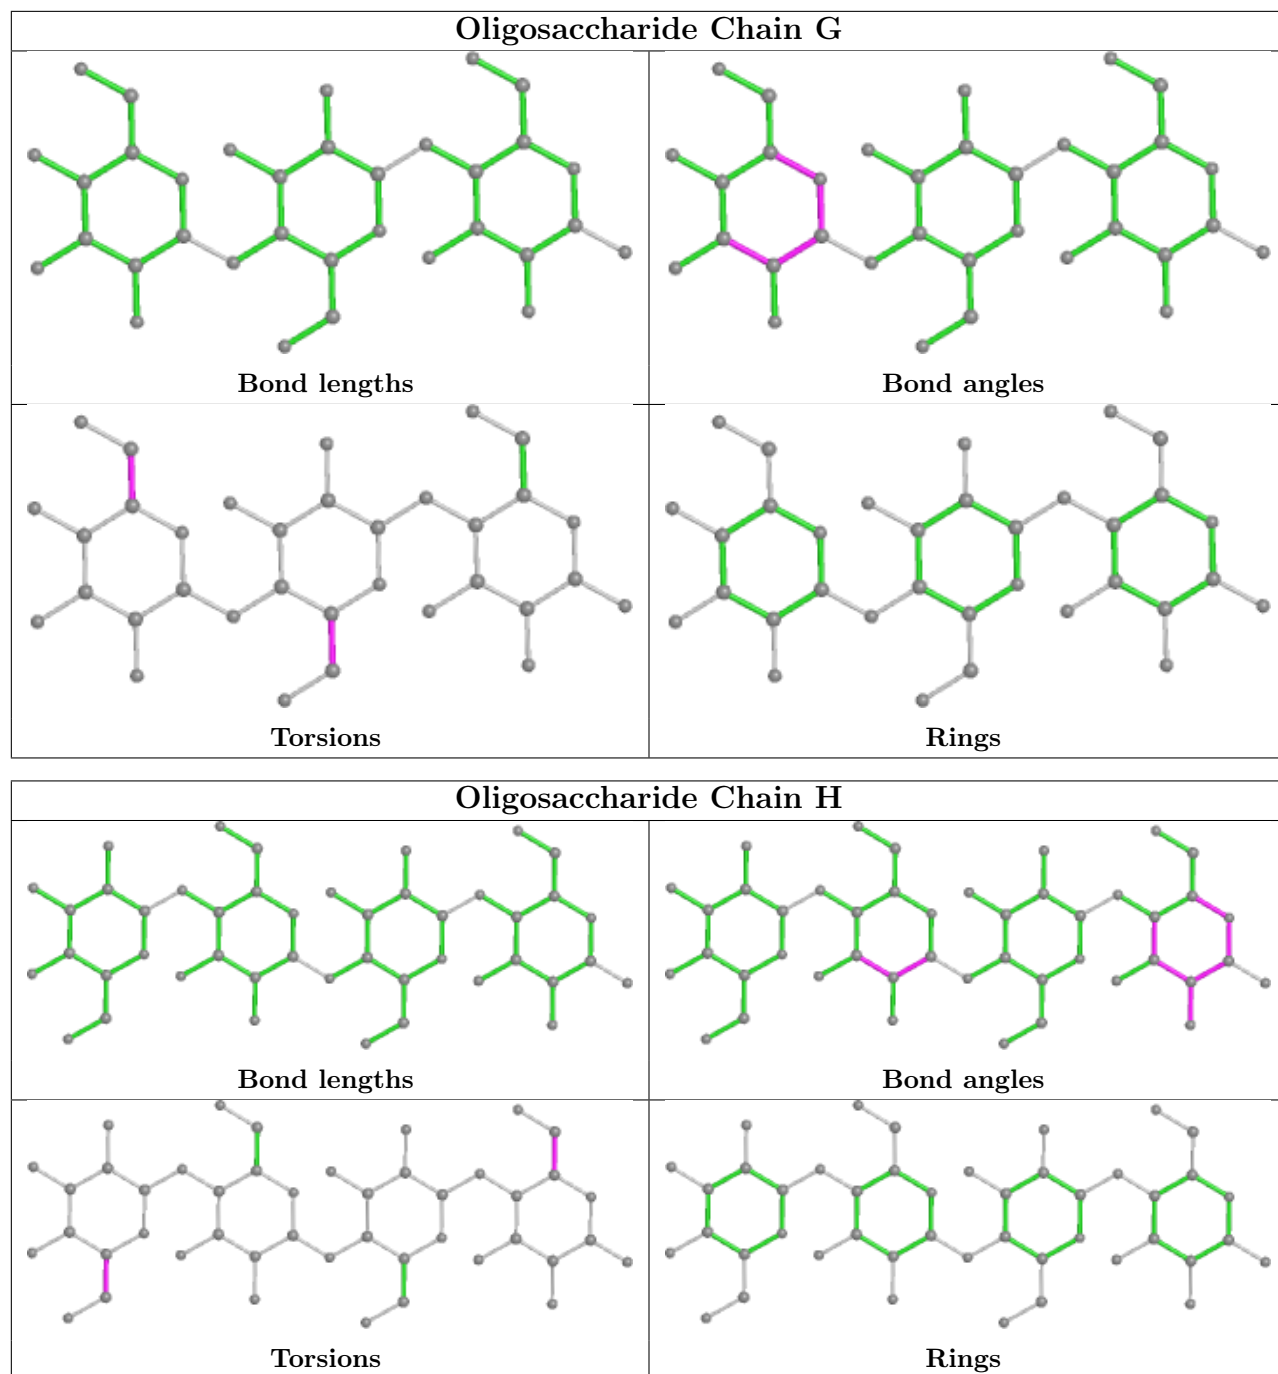 Oligosaccharide Chain G
Bond lengths
Bond angles
Torsions
Rings
Oligosaccharide Chain H
Bond lengths
Bond angles
Torsions
Rings